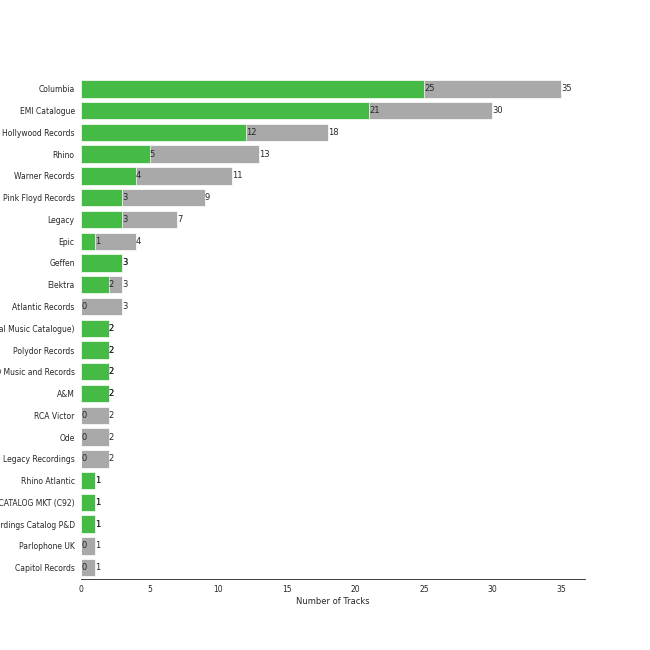 Columbia 25 35
EMI Catalogue 21 30
Hollywood Records 12 18
Rhino 5 13
Warner Records 4 11
Pink Floyd Records 3 9
Legacy 3 7
Epic 1 4
Geffen 3
Elektra 2 3
Atlantic Records 0 3
al Music Catalogue) 2
Polydor Records 2
Music and Records 2
A&M 2
RCA Victor 0 2
Ode 0 2
Legacy Recordings 0 2
Rhino Atlantic 1
CATALOG MKT (C92) 1
rdings Catalog P&D 1
Parlophone UK 0 1
Capitol Records 0 1
0 5 10 15 20 25 30 35
Number of Tracks